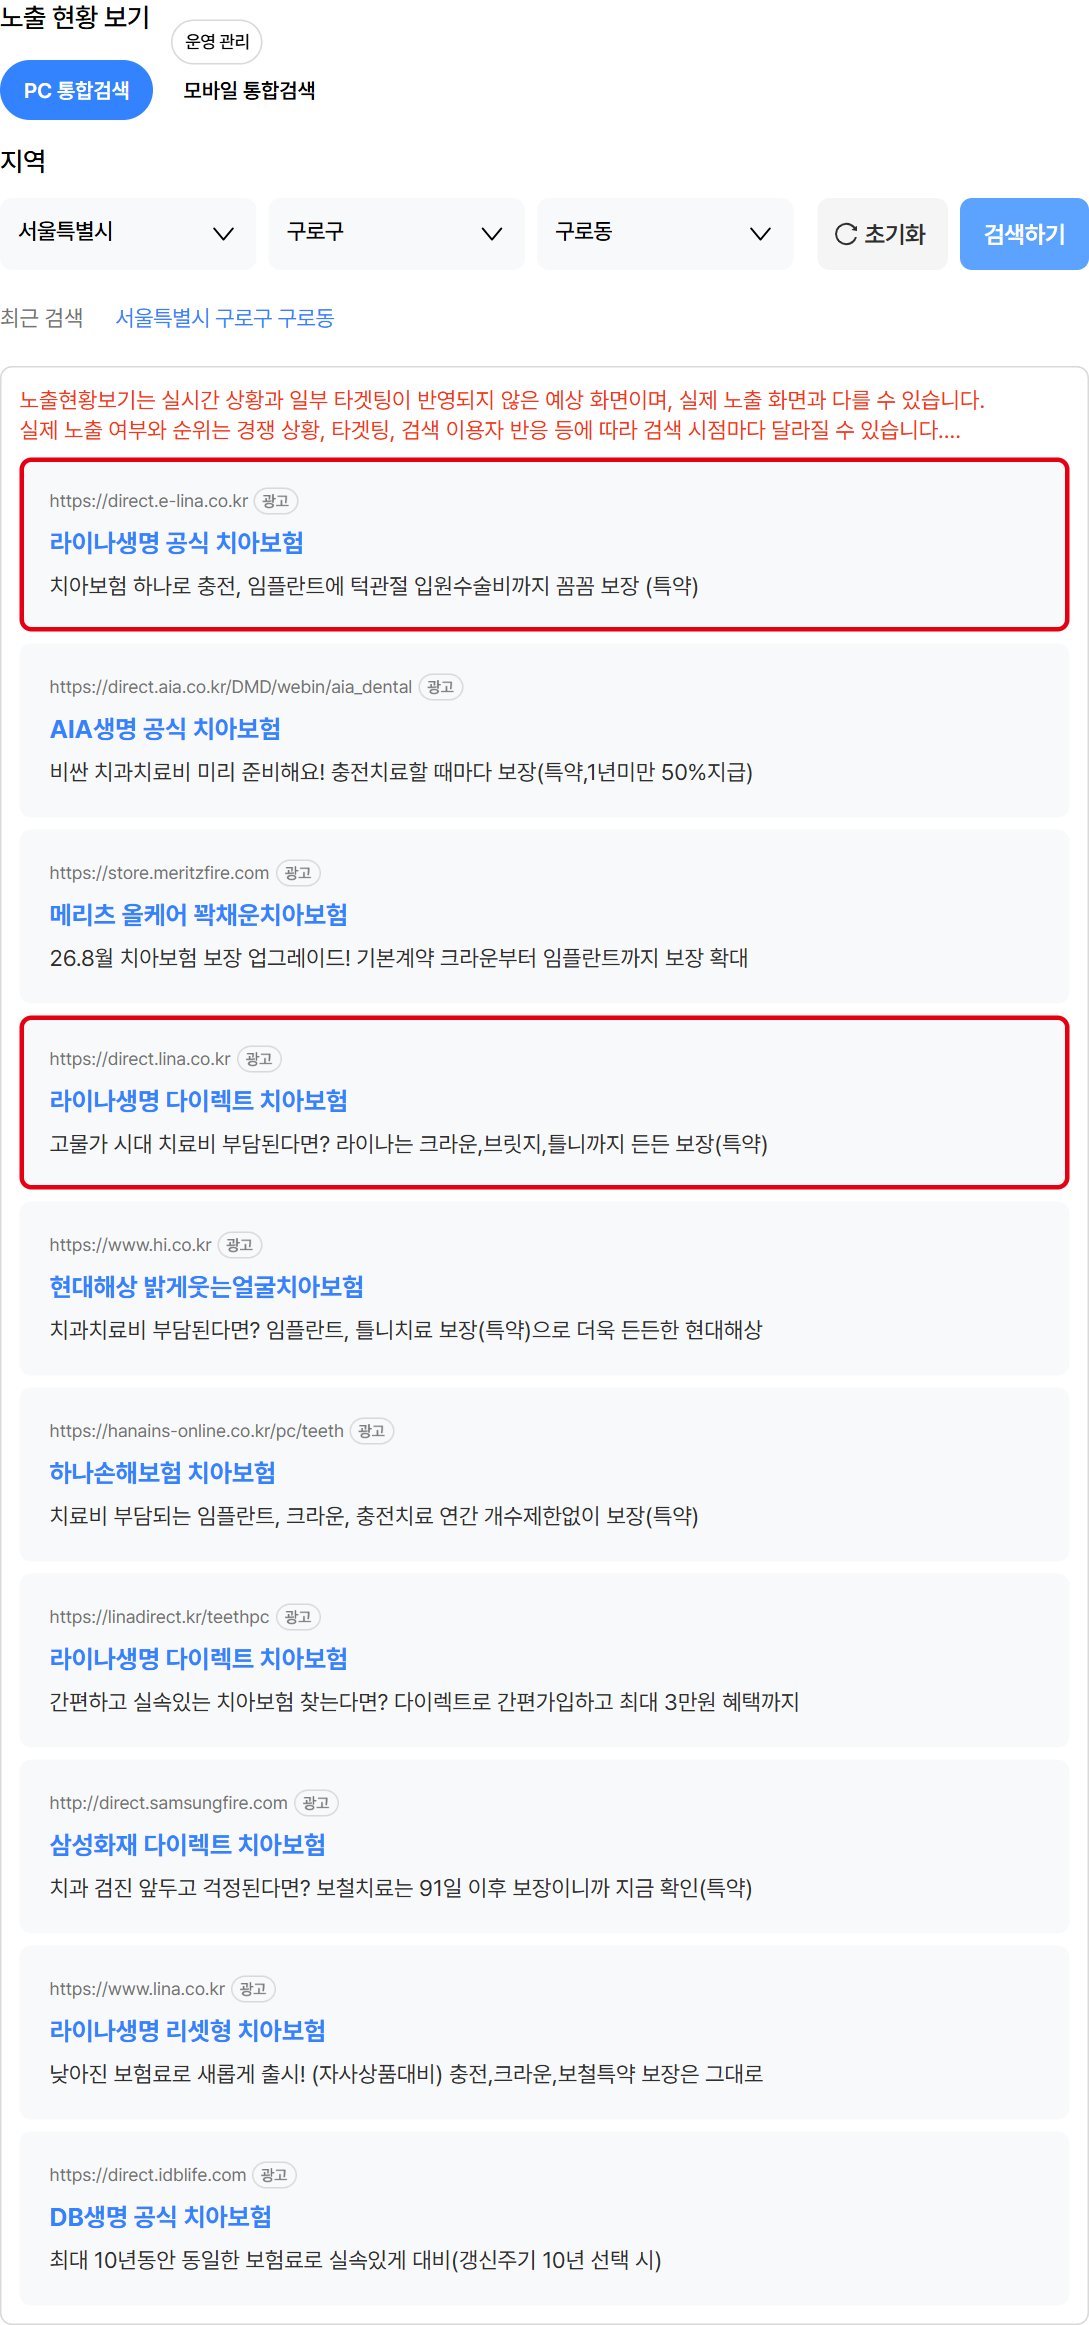 노출 현황 보기
운영 관리
PC 통합검색
모바일 통합검색
지역
서울특별시
구로구
구로동
초기화
검색하기
최근 검색 서울특별시 구로구 구로동
노출현황보기는 실시간 상황과 일부 타겟팅이 반영되지 않은 예상 화면이며, 실제 노출 화면과 다를 수 있습니다.
실제 노출 여부와 순위는 경쟁 상황, 타겟팅, 검색 이용자 반응 등에 따라 검색 시점마다 달라질 수 있습니다....
https://direct.e-lina.co.kr 광고
라이나생명 공식 치아보험
치아보험 하나로 충전, 임플란트에 턱관절 입원수술비까지 꼼꼼 보장 (특약)
https://direct.aia.co.kr/DMD/webin/aia_dental 광고
AIA생명 공식 치아보험
비싼 치과치료비 미리 준비해요! 충전치료할 때마다 보장(특약,1년미만 50%지급)
https://store.meritzfire.com 광고
메리츠 올케어 꽉채운치아보험
26.8월 치아보험 보장 업그레이드! 기본계약 크라운부터 임플란트까지 보장 확대
https://direct.lina.co.kr 광고
라이나생명 다이렉트 치아보험
고물가 시대 치료비 부담된다면? 라이나는 크라운,브릿지,틀니까지 든든 보장(특약)
https://www.hi.co.kr 광고
현대해상 밝게웃는얼굴치아보험
치과치료비 부담된다면? 임플란트, 틀니치료 보장(특약)으로 더욱 든든한 현대해상
https://hanains-online.co.kr/pc/teeth 광고
하나손해보험 치아보험
치료비 부담되는 임플란트, 크라운, 충전치료 연간 개수제한없이 보장(특약)
https://linadirect.kr/teethpc 광고
라이나생명 다이렉트 치아보험
간편하고 실속있는 치아보험 찾는다면? 다이렉트로 간편가입하고 최대 3만원 혜택까지
http://direct.samsungfire.com 광고
삼성화재 다이렉트 치아보험
치과 검진 앞두고 걱정된다면? 보철치료는 91일 이후 보장이니까 지금 확인(특약)
https://www.lina.co.kr 광고
라이나생명 리셋형 치아보험
낮아진 보험료로 새롭게 출시! (자사상품대비) 충전,크라운,보철특약 보장은 그대로
https://direct.idblife.com 광고
DB생명 공식 치아보험
최대 10년동안 동일한 보험료로 실속있게 대비(갱신주기 10년 선택 시)